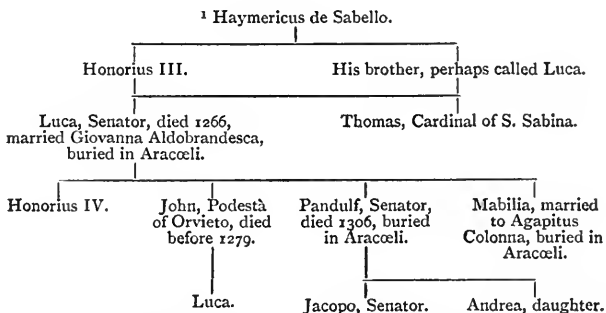 ¹ Haymericus de Sabello.
Honorius III. His brother, perhaps called Luca.
Luca, Senator, died 1266,
married Giovanna Aldobrandesca,
buried in Aracœli.
Thomas, Cardinal of S. Sabina.
Honorius IV.
John, Podestà
of Orvieto, died
before 1279.
Pandulf, Senator,
died 1306, buried
in Aracœli.
Mabilia, married
to Agapitus
Colonna, buried in
Aracœli.
Luca.
Jacopo, Senator.
Andrea, daughter.